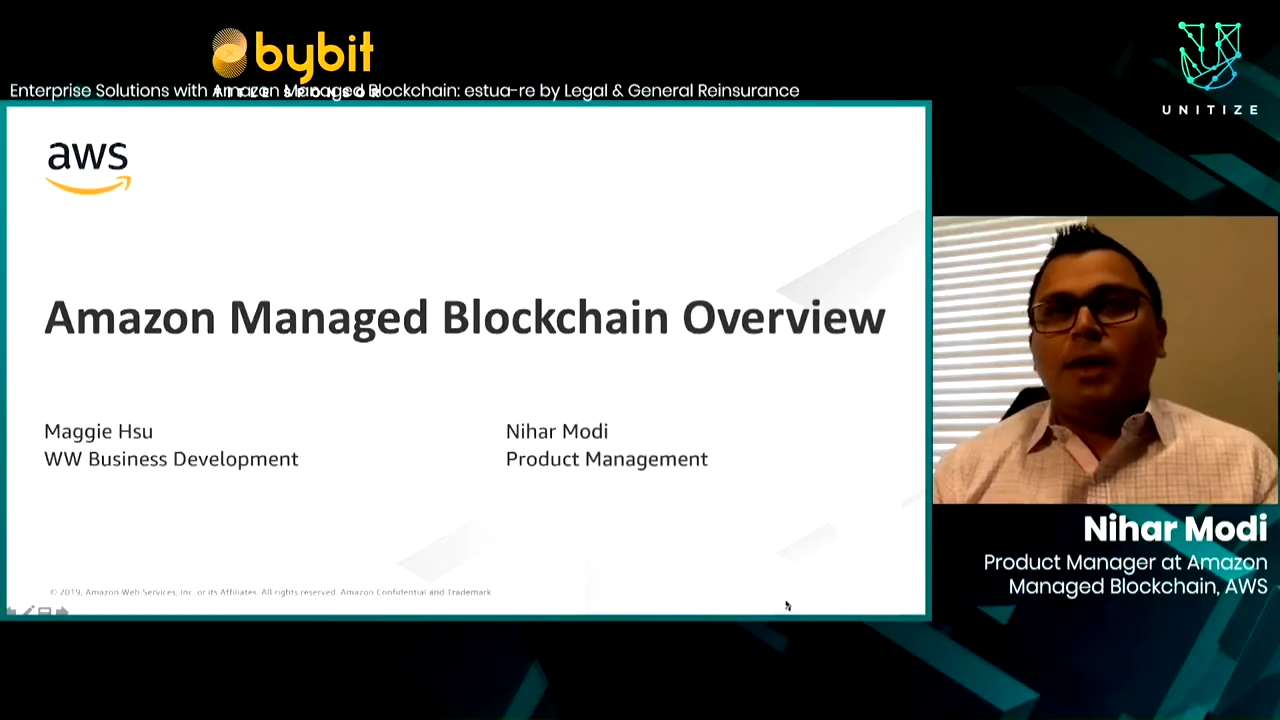 bybit
TITLE SPONSOR
Enterprise Solutions with Amazon Managed Blockchain: estua-re by Legal & General Reinsurance
UNITIZE
aws
Amazon Managed Blockchain Overview
Maggie Hsu
WW Business Development
Nihar Modi
Product Management
© 2019, Amazon Web Services, Inc. or its Affiliates. All rights reserved. Amazon Confidential and Trademark
Nihar Modi
Product Manager at Amazon
Managed Blockchain, AWS